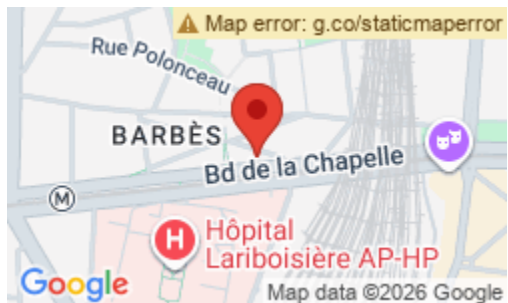 Map error: g.co/staticmaperror
Rue Polonceau
BARBÈS
Bd de la Chapelle
M
H
Hôpital
Lariboisière AP-HP
Google
Map data ©2026 Google